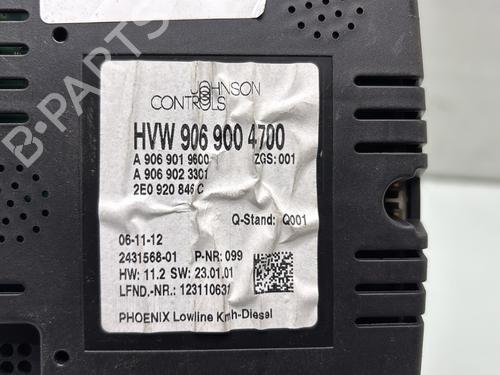 B-PARTS
JOHNSON
CONTROLS
HVW 906 900 4700
A 906 901 9600 ZGS: 001
A 906 902 3301
2E0 920 846 C
Q-Stand: Q001
06-11-12
2431568-01 P-NR: 099
HW: 11.2 SW: 23.01.01
LFND.-NR.: 123110631
PHOENIX Lowline Kmh-Diesel